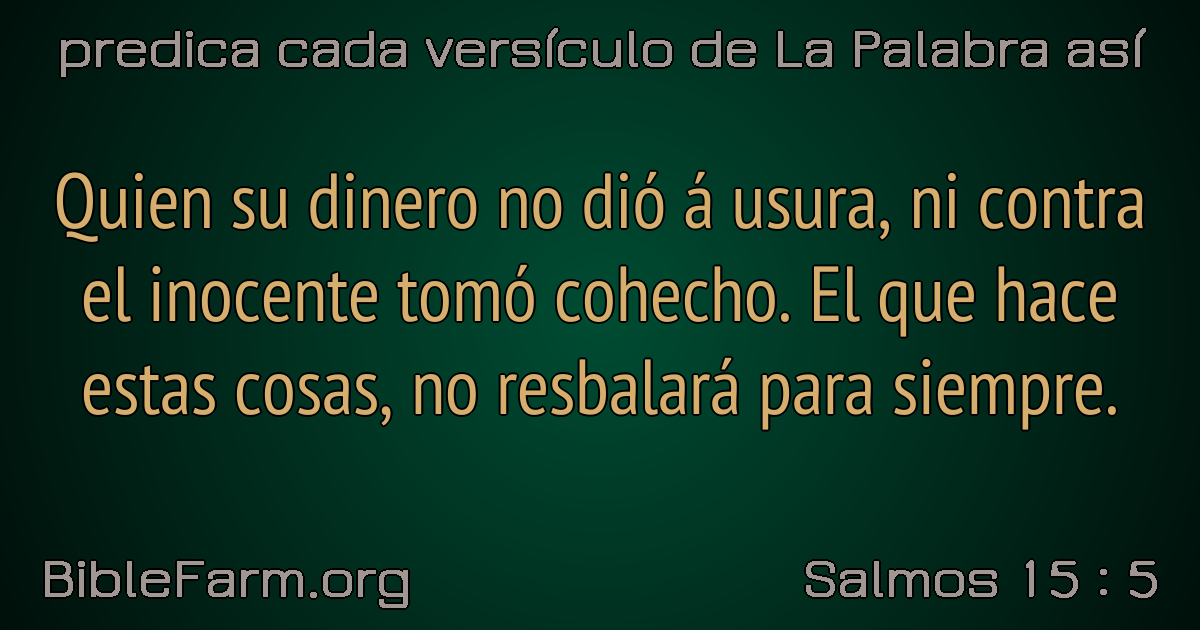 predica cada versículo de La Palabra así
Quien su dinero no dió á usura, ni contra
el inocente tomó cohecho. El que hace
estas cosas, no resbalará para siempre.
BibleFarm.org
Salmos 15 : 5